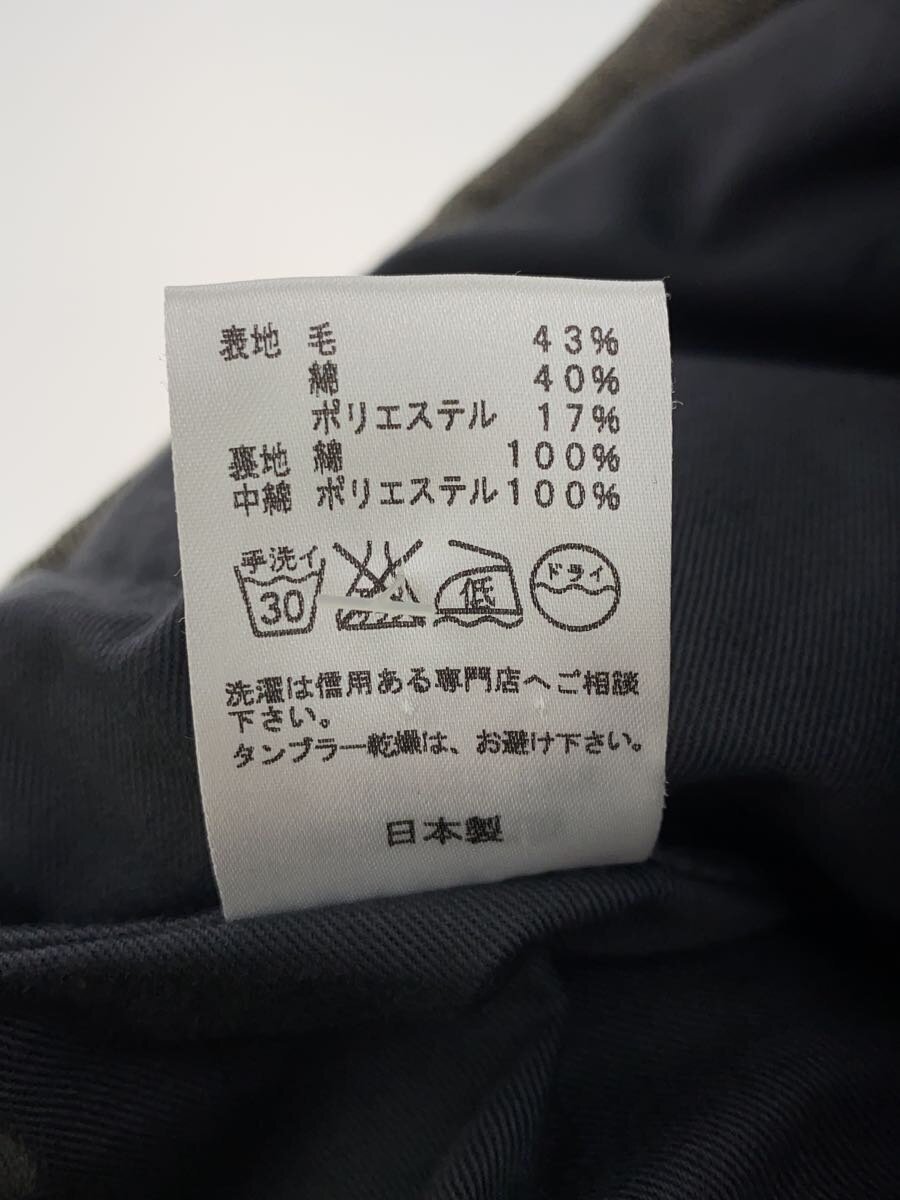 表地 毛 43%
綿 40%
ポリエステル 17%
裏地 綿 100%
中綿 ポリエステル100%
手洗イ
30
低
ドライ
洗濯は信用ある専門店へご相談
下さい。
タンブラー乾燥は、お避け下さい。
日本製